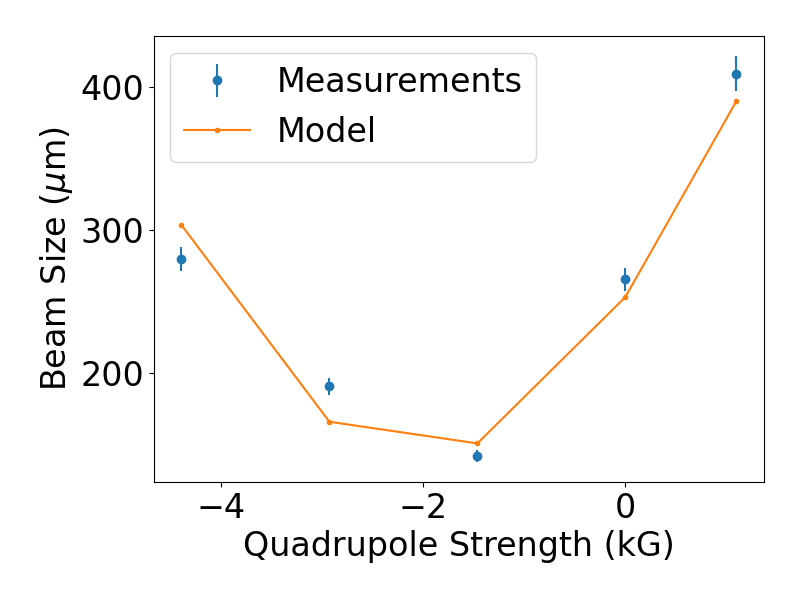 Measurements
Model
400
300
200
Beam Size (μm)
−4
−2
0
Quadrupole Strength (kG)